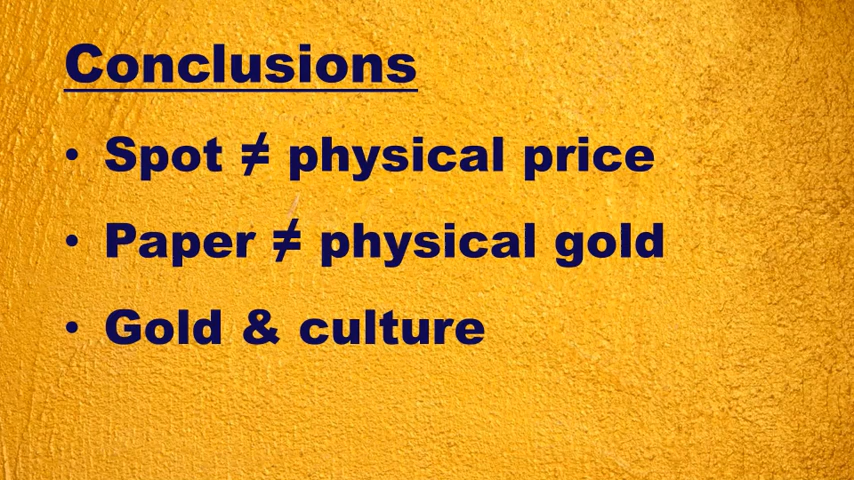 Conclusions
• Spot ≠ physical price
• Paper ≠ physical gold
• Gold & culture